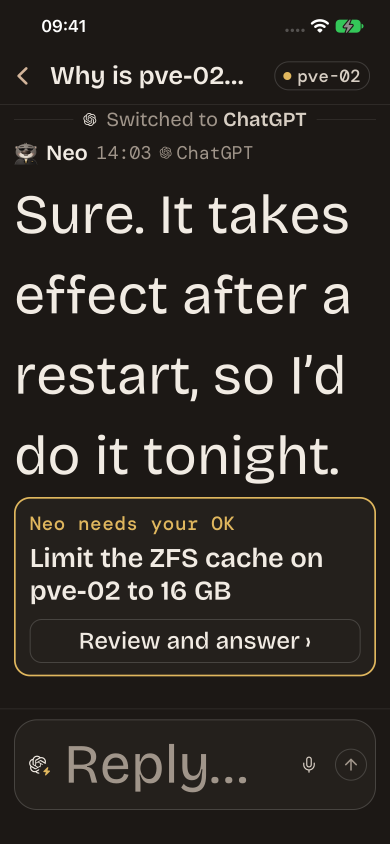 09:41
Why is pve-02...
pve-02
Switched to ChatGPT
Neo 14:03 ChatGPT
Sure. It takes
effect after a
restart, so I’d
do it tonight.
Neo needs your OK
Limit the ZFS cache on
pve-02 to 16 GB
Review and answer ›
Reply...